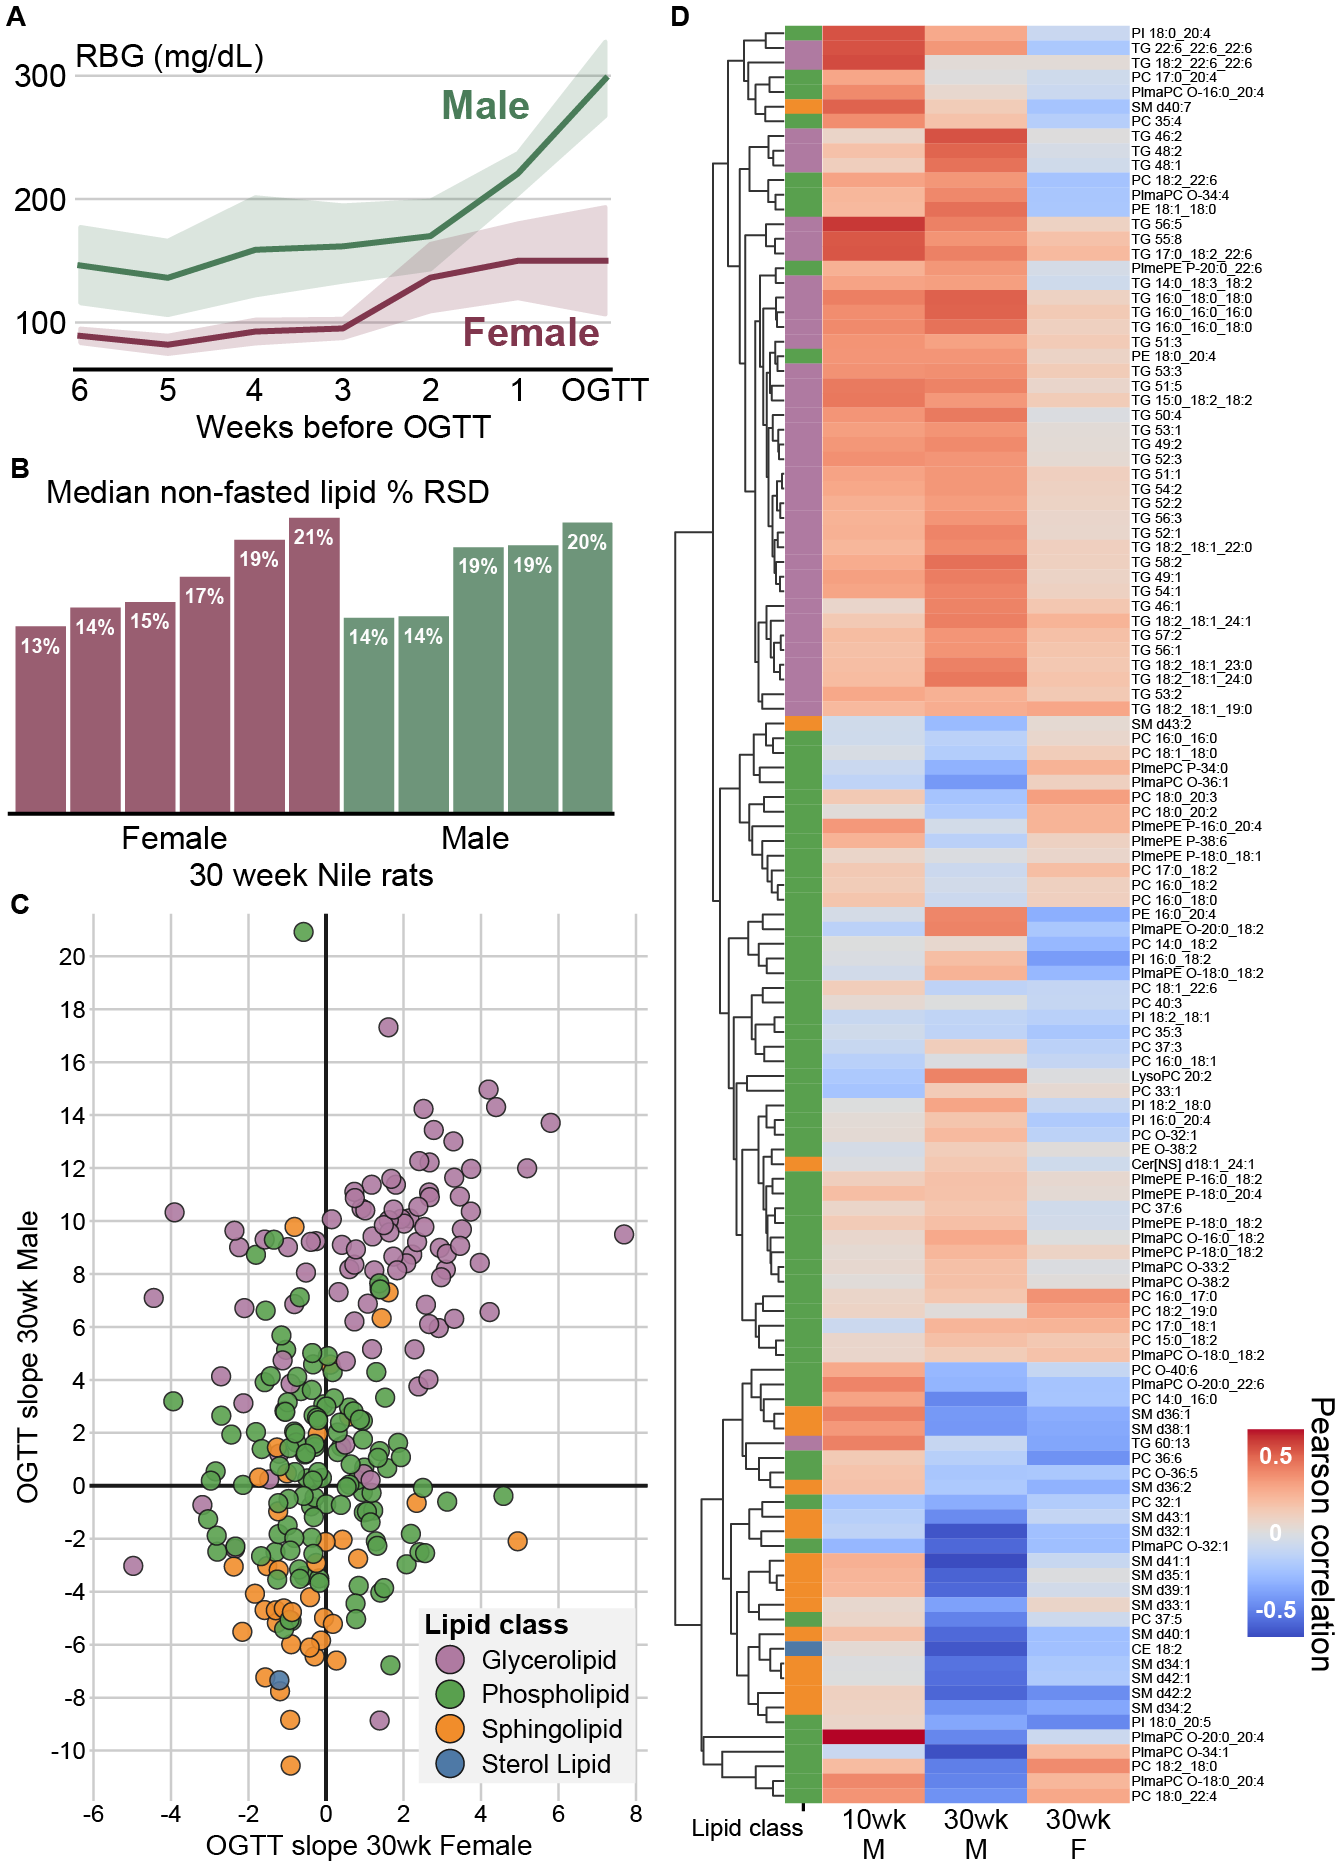 A
RBG (mg/dL)
300
200
100
Male
Female
6 5 4 3 2 1 OGTT
Weeks before OGTT
B
Median non-fasted lipid % RSD
13% 14% 15% 17% 19% 21% 14% 14% 19% 19% 20%
Female Male
30 week Nile rats
C
OGTT slope 30wk Male
20
18
16
14
12
10
8
6
4
2
0
-2
-4
-6
-8
-10
-6 -4 -2 0 2 4 6 8
OGTT slope 30wk Female
Lipid class
Glycerolipid
Phospholipid
Sphingolipid
Sterol Lipid
D
PI 18:0_20:4
TG 22:6_22:6_22:6
TG 18:2_22:6_22:6
PC 17:0_20:4
PlmaPC O-16:0_20:4
SM d40:7
PC 35:4
TG 46:2
TG 48:2
TG 48:1
PC 18:2_22:6
PlmaPC O-34:4
PE 18:1_18:0
TG 56:5
TG 55:8
TG 17:0_18:2_22:6
PlmePE P-20:0_22:6
TG 14:0_18:3_18:2
TG 16:0_18:0_18:0
TG 16:0_16:0_16:0
TG 16:0_16:0_18:0
TG 51:3
PE 18:0_20:4
TG 53:3
TG 51:5
TG 15:0_18:2_18:2
TG 50:4
TG 53:1
TG 49:2
TG 52:3
TG 51:1
TG 54:2
TG 52:2
TG 56:3
TG 52:1
TG 18:2_18:1_22:0
TG 58:2
TG 49:1
TG 54:1
TG 46:1
TG 18:2_18:1_24:1
TG 57:2
TG 56:1
TG 18:2_18:1_23:0
TG 18:2_18:1_24:0
TG 53:2
TG 18:2_18:1_19:0
SM d43:2
PC 16:0_16:0
PC 18:1_18:0
PlmePC P-34:0
PlmaPC O-36:1
PC 18:0_20:3
PC 18:0_20:2
PlmePE P-16:0_20:4
PlmePE P-38:6
PlmePE P-18:0_18:1
PC 17:0_18:2
PC 16:0_18:2
PC 16:0_18:0
PE 16:0_20:4
PlmaPE O-20:0_18:2
PC 14:0_18:2
PI 16:0_18:2
PlmaPE O-18:0_18:2
PC 18:1_22:6
PC 40:3
PI 18:2_18:1
PC 35:3
PC 37:3
PC 16:0_18:1
LysoPC 20:2
PC 33:1
PI 18:2_18:0
PI 16:0_20:4
PC O-32:1
PE O-38:2
Cer[NS] d18:1_24:1
PlmePE P-16:0_18:2
PlmePE P-18:0_20:4
PC 37:6
PlmePE P-18:0_18:2
PlmaPC O-16:0_18:2
PlmePC P-18:0_18:2
PlmaPC O-33:2
PlmaPC O-38:2
PC 16:0_17:0
PC 18:2_19:0
PC 17:0_18:1
PC 15:0_18:2
PlmaPC O-18:0_18:2
PC O-40:6
PlmaPC O-20:0_22:6
PC 14:0_16:0
SM d36:1
SM d38:1
TG 60:13
PC 36:6
PC O-36:5
SM d36:2
PC 32:1
SM d43:1
SM d32:1
PlmaPC O-32:1
SM d41:1
SM d35:1
SM d39:1
SM d33:1
PC 37:5
SM d40:1
CE 18:2
SM d34:1
SM d42:1
SM d42:2
SM d34:2
PI 18:0_20:5
PlmaPC O-20:0_20:4
PlmaPC O-34:1
PC 18:2_18:0
PlmaPC O-18:0_20:4
PC 18:0_22:4
Lipid class
10wk 30wk 30wk
M M F
0.5
0
-0.5
Pearson correlation